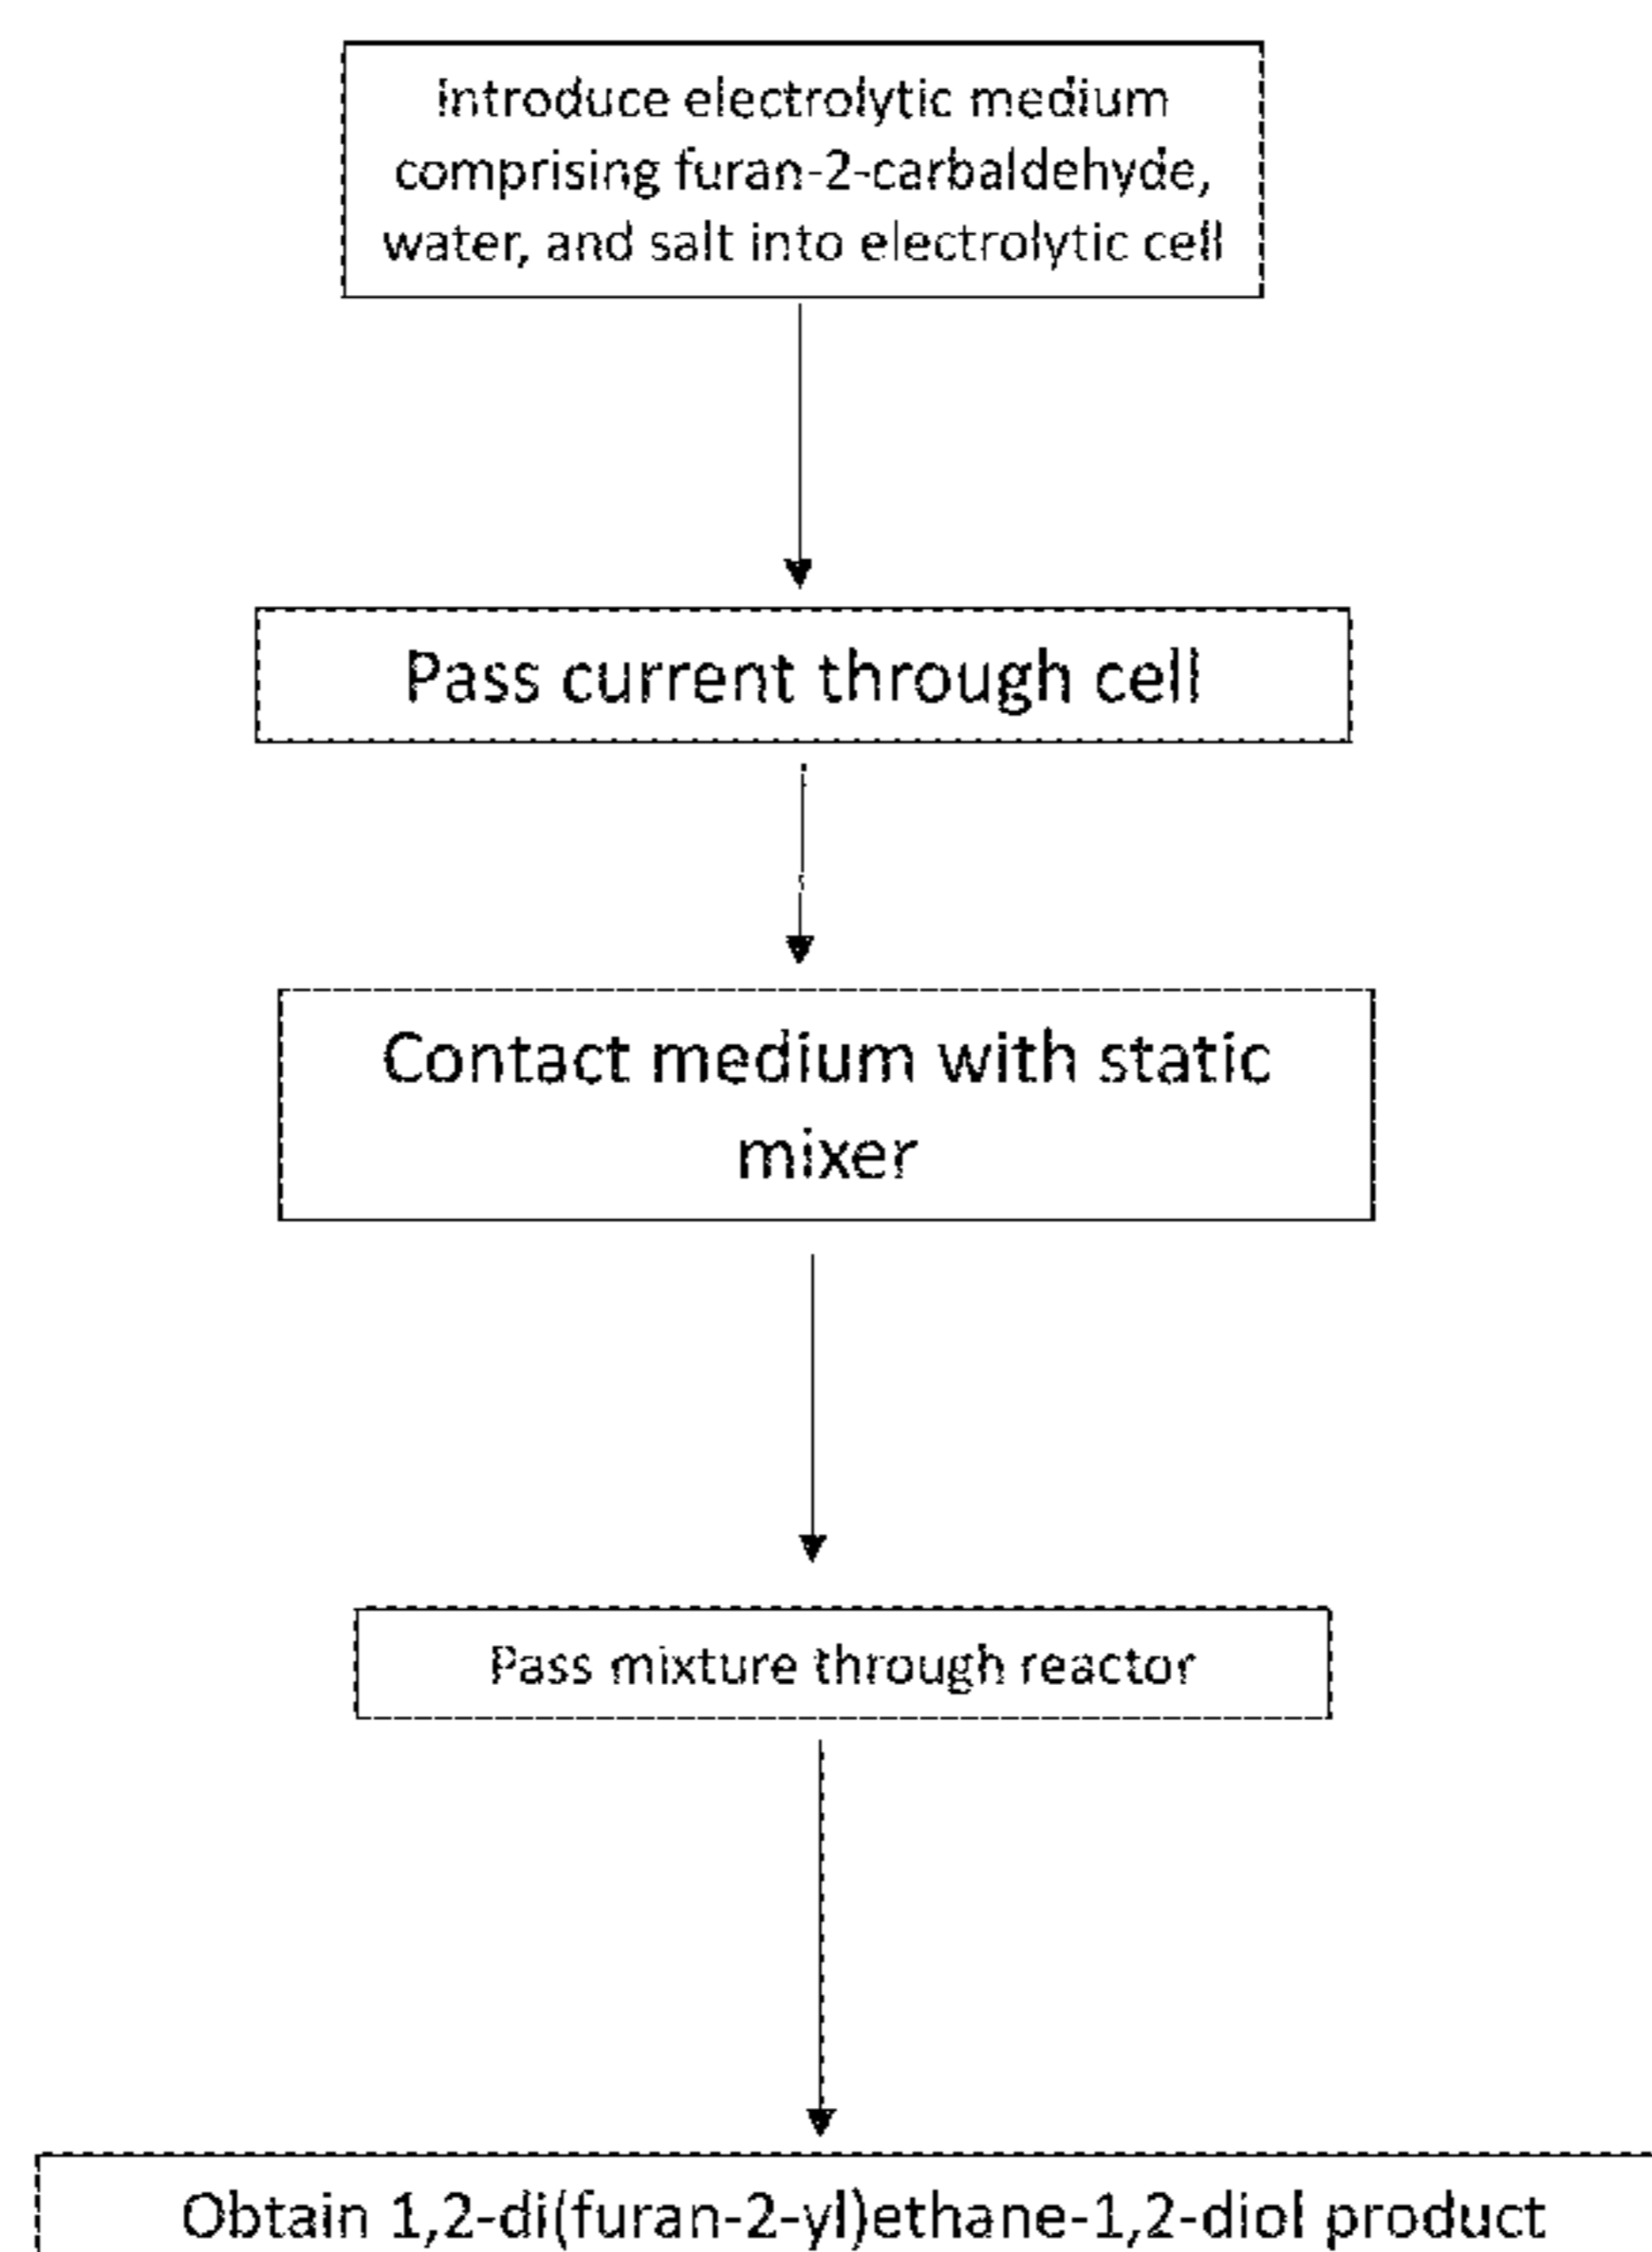 Introduce electrolytic medium
comprising furan-2-carbaldehyde,
water, and salt into electrolytic cell
Pass current through cell
Contact medium with static
mixer
Pass mixture through reactor
Obtain 1,2-di(furan-2-yl)ethane-1,2-diol product